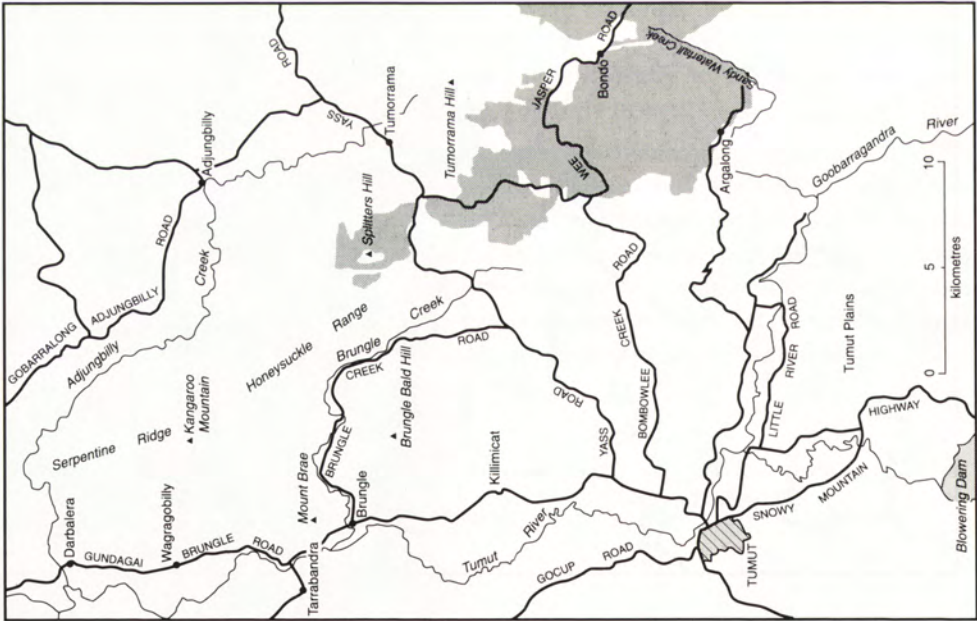 ROAD
YASS
Adjungbilly
ROAD
ADJUNGBILLY
GOBARRALONG
Creek
Adjungbilly
Tumorrama
Tumorrama Hill
Splitters Hill
JASPER
ROAD
Bondo
WEE
Sandy Waterfall Creek
Argalong
Goobarragandra River
Serpentine Ridge
Kangaroo Mountain
Honeysuckle Range
Brungle Creek
BRUNGLE CREEK ROAD
Brungle Bald Hill
YASS ROAD
BOMBOWLEE CREEK ROAD
LITTLE RIVER ROAD
Tumut Plains
Darbalera
Wagragobilly
GUNDAGAI BRUNGLE ROAD
Mount Brae
Brungle
Tarrabandra
Killimicat
Tumut River
GOCUP ROAD
TUMUT
SNOWY MOUNTAIN HIGHWAY
Blowering Dam
0 5 10
kilometres